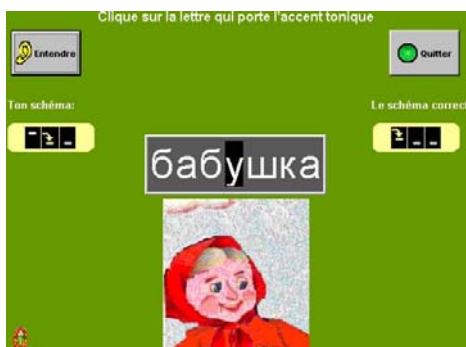 Clique sur la lettre qui porte l'accent tonique
Entendre
Quitter
Ton schéma:
Le schéma correct
бабушка